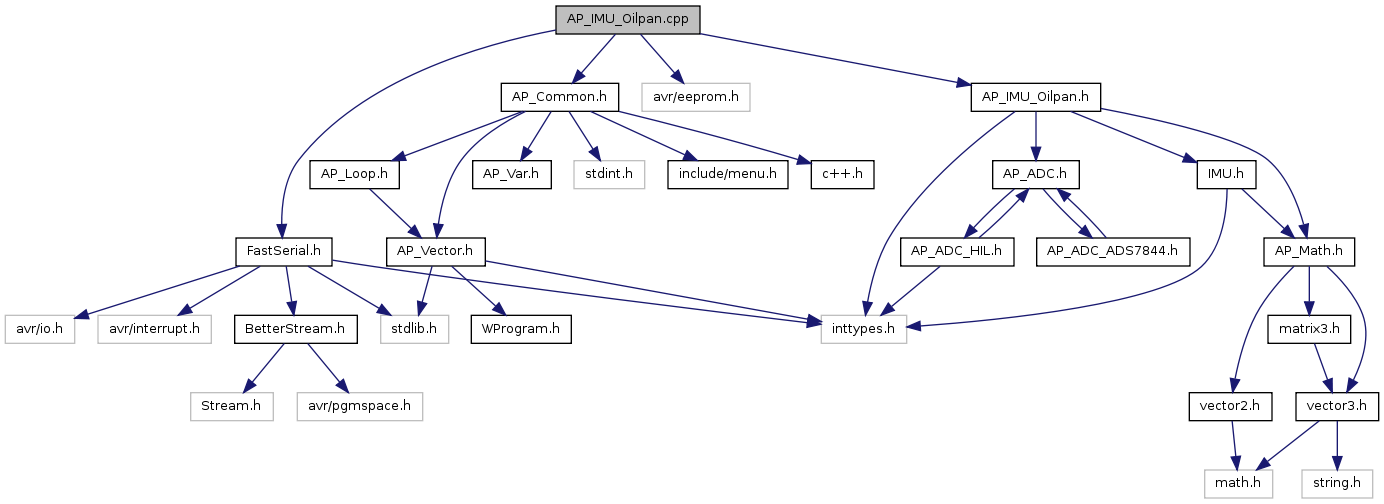 AP_IMU_Oilpan.cpp
AP_Common.h
avr/eeprom.h
AP_IMU_Oilpan.h
AP_Loop.h
AP_Var.h
stdint.h
include/menu.h
c++.h
AP_ADC.h
IMU.h
FastSerial.h
AP_Vector.h
AP_ADC_HIL.h
AP_ADC_ADS7844.h
AP_Math.h
avr/io.h
avr/interrupt.h
BetterStream.h
stdlib.h
WProgram.h
inttypes.h
matrix3.h
Stream.h
avr/pgmspace.h
vector2.h
vector3.h
math.h
string.h